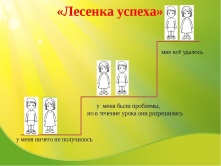 «Лесенка успеха»
мне всё удалось
у меня были проблемы,
но в течение урока они разрешились
у меня ничего не получилось